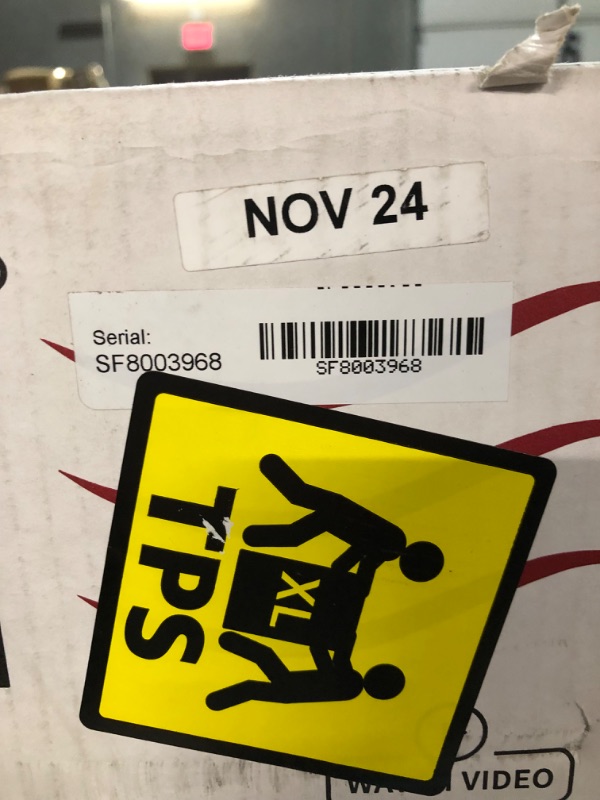 NOV 24
Serial:
SF8003968
SF8003968
XL
TPS
VIDEO